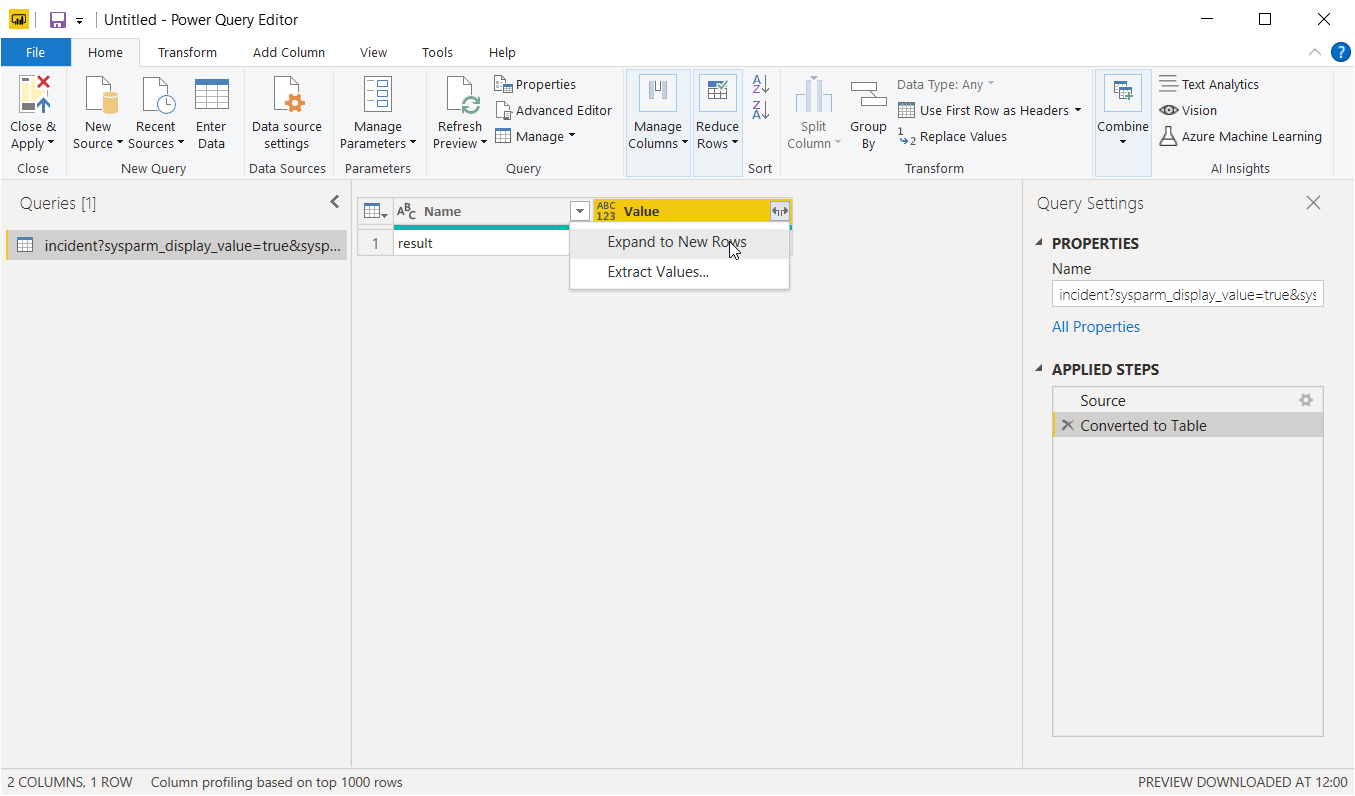 Untitled - Power Query Editor
File
Home
Transform
Add Column
View
Tools
Help
?
Close &
Apply
Close
New
Source
Recent
Sources
Enter
Data
New Query
Data source
settings
Data Sources
Manage
Parameters
Parameters
Refresh
Preview
Properties
Advanced Editor
Manage
Query
Manage
Columns
Reduce
Rows
A
Z
Z
A
Sort
Split
Column
Group
By
Data Type: Any
Use First Row as Headers
1
2 Replace Values
Transform
Combine
Text Analytics
Vision
Azure Machine Learning
AI Insights
Queries [1]
incident?sysparm_display_value=true&sysp...
ABC Name
ABC
123 Value
1 result
Expand to New Rows
Extract Values...
Query Settings
PROPERTIES
Name
incident?sysparm_display_value=true&sys
All Properties
APPLIED STEPS
Source
Converted to Table
2 COLUMNS, 1 ROW
Column profiling based on top 1000 rows
PREVIEW DOWNLOADED AT 12:00